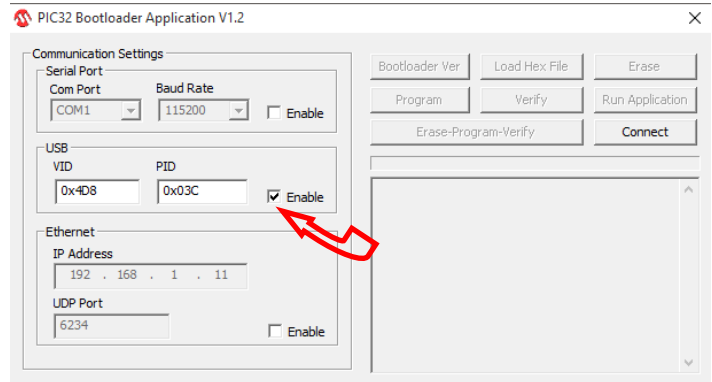 PIC32 Bootloader Application V1.2
Communication Settings
Serial Port
Com Port Baud Rate
COM1 115200 Enable
USB
VID PID
0x4D8 0x03C Enable
Ethernet
IP Address
192 . 168 . 1 . 11
UDP Port
6234 Enable
Bootloader Ver Load Hex File Erase
Program Verify Run Application
Erase-Program-Verify Connect